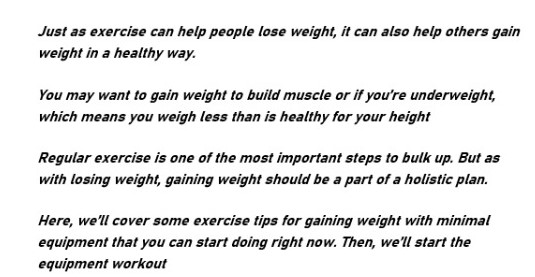 Just as exercise can help people lose weight, it can also help others gain
weight in a healthy way.
You may want to gain weight to build muscle or if you're underweight,
which means you weigh less than is healthy for your height
Regular exercise is one of the most important steps to bulk up. But as
with losing weight, gaining weight should be a part of a holistic plan.
Here, we'll cover some exercise tips for gaining weight with minimal
equipment that you can start doing right now. Then, we'll start the
equipment workout